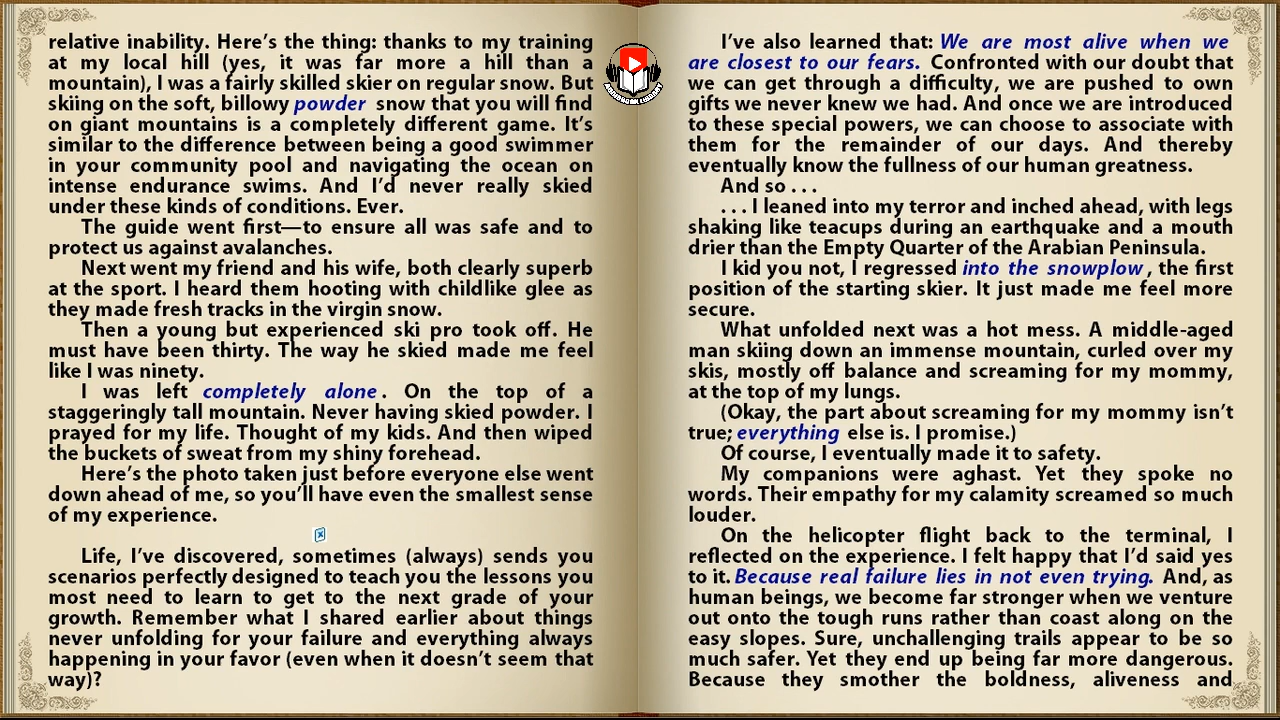 relative inability. Here’s the thing: thanks to my training
at my local hill (yes, it was far more a hill than a
mountain), I was a fairly skilled skier on regular snow. But
skiing on the soft, billowy powder snow that you will find
on giant mountains is a completely different game. It’s
similar to the difference between being a good swimmer
in your community pool and navigating the ocean on
intense endurance swims. And I’d never really skied
under these kinds of conditions. Ever.
The guide went first—to ensure all was safe and to
protect us against avalanches.
Next went my friend and his wife, both clearly superb
at the sport. I heard them hooting with childlike glee as
they made fresh tracks in the virgin snow.
Then a young but experienced ski pro took off. He
must have been thirty. The way he skied made me feel
like I was ninety.
I was left completely alone. On the top of a
staggeringly tall mountain. Never having skied powder. I
prayed for my life. Thought of my kids. And then wiped
the buckets of sweat from my shiny forehead.
Here’s the photo taken just before everyone else went
down ahead of me, so you’ll have even the smallest sense
of my experience.
Life, I’ve discovered, sometimes (always) sends you
scenarios perfectly designed to teach you the lessons you
most need to learn to get to the next grade of your
growth. Remember what I shared earlier about things
never unfolding for your failure and everything always
happening in your favor (even when it doesn’t seem that
way)?
I’ve also learned that: We are most alive when we
are closest to our fears. Confronted with our doubt that
we can get through a difficulty, we are pushed to own
gifts we never knew we had. And once we are introduced
to these special powers, we can choose to associate with
them for the remainder of our days. And thereby
eventually know the fullness of our human greatness.
And so . . .
. . . I leaned into my terror and inched ahead, with legs
shaking like teacups during an earthquake and a mouth
drier than the Empty Quarter of the Arabian Peninsula.
I kid you not, I regressed into the snowplow, the first
position of the starting skier. It just made me feel more
secure.
What unfolded next was a hot mess. A middle-aged
man skiing down an immense mountain, curled over my
skis, mostly off balance and screaming for my mommy,
at the top of my lungs.
(Okay, the part about screaming for my mommy isn’t
true; everything else is. I promise.)
Of course, I eventually made it to safety.
My companions were aghast. Yet they spoke no
words. Their empathy for my calamity screamed so much
louder.
On the helicopter flight back to the terminal, I
reflected on the experience. I felt happy that I’d said yes
to it. Because real failure lies in not even trying. And, as
human beings, we become far stronger when we venture
out onto the tough runs rather than coast along on the
easy slopes. Sure, unchallenging trails appear to be so
much safer. Yet they end up being far more dangerous.
Because they smother the boldness, aliveness and